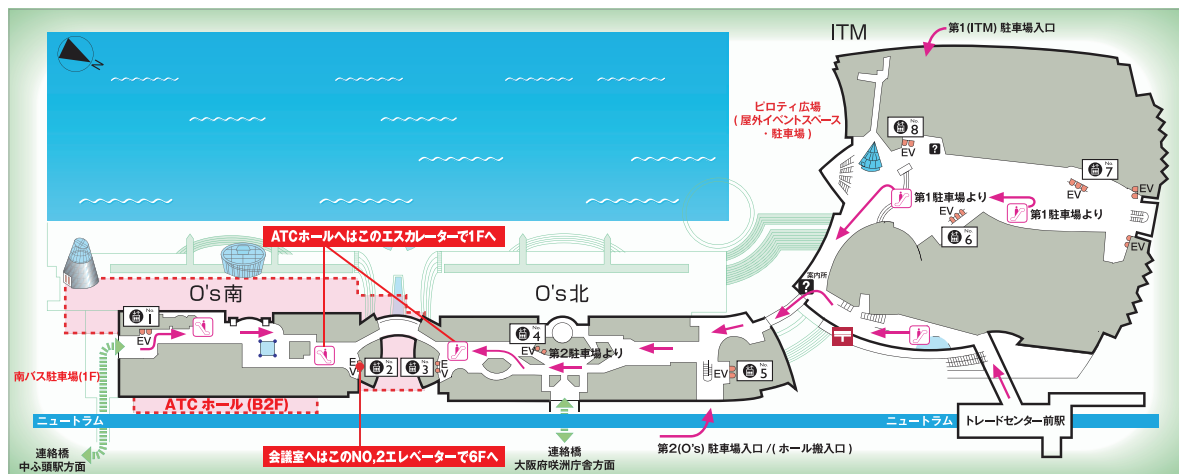 ITM
第1(ITM) 駐車場入口
N
ピロティ広場
( 屋外イベントスペース
・駐車場 )
No.
8
EV
?
No.
7
EV
EV
EV
第1駐車場より
第1駐車場より
EV
No.
6
ATCホールへはこのエスカレーターで1Fへ
案内所
?
O's南
O's北
No.
1
EV
No.
4
EV
第2駐車場より
No.
2
EV
No.
3
EV
No.
5
EV
南バス駐車場(1F)
ATC ホール (B2F)
ニュートラム
ニュートラム
トレードセンター前駅
連絡橋
中ふ頭駅方面
会議室へはこのNO,2エレベーターで6Fへ
連絡橋
大阪府咲洲庁舎方面
第2(O's) 駐車場入口 /( ホール搬入口 )